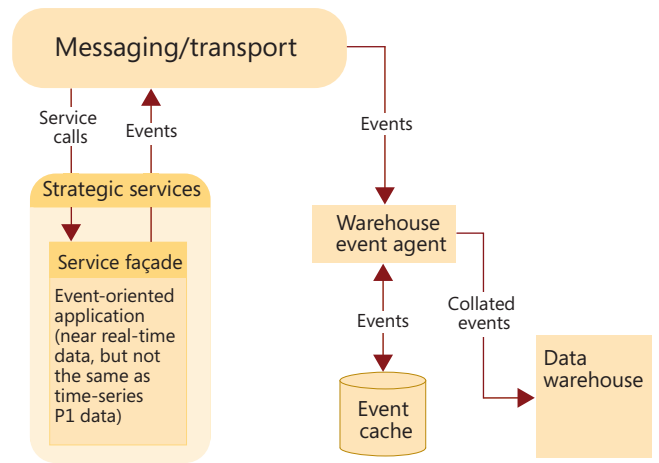 Messaging/transport
Service
calls
Events
Events
Strategic services
Service façade
Event-oriented
application
(near real-time
data, but not
the same as
time-series
P1 data)
Warehouse
event agent
Events
Collated
events
Event
cache
Data
warehouse